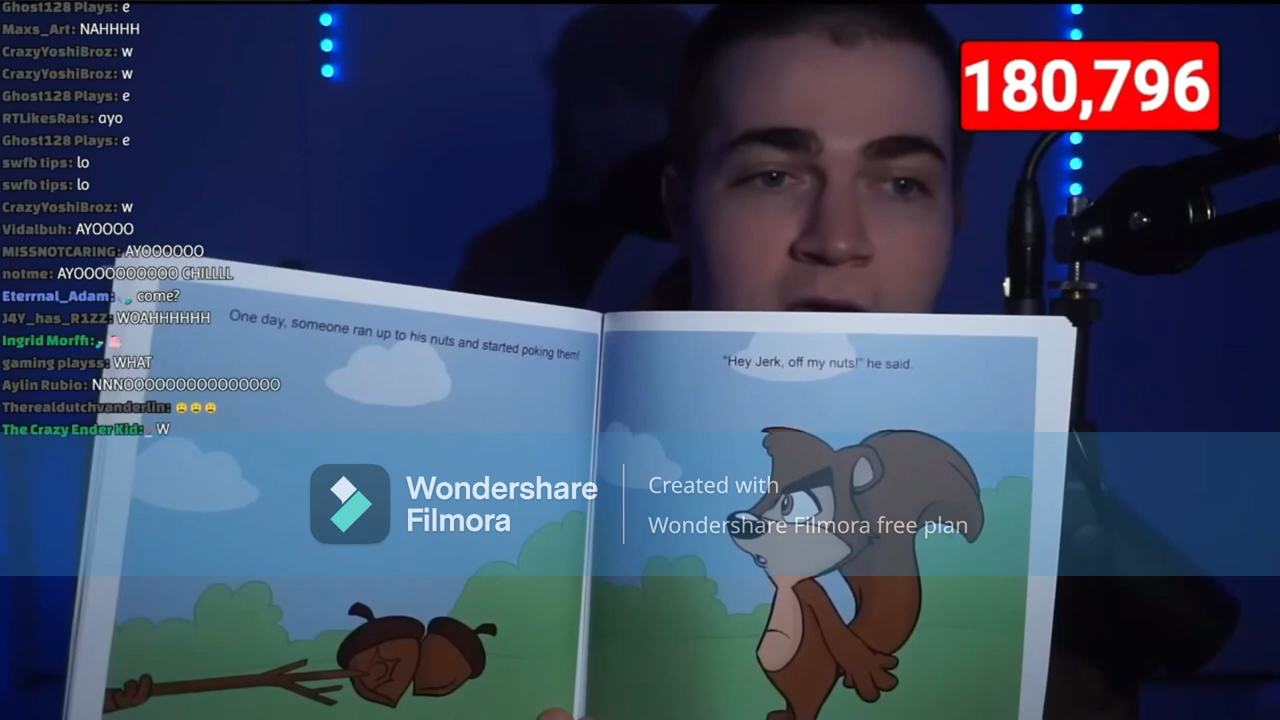 Ghost128 Plays: e
Maxs_Art: NAHHHH
CrazyYoshiBroz: w
CrazyYoshiBroz: w
Ghost128 Plays: e
RTLikesRats: ayo
Ghost128 Plays: e
swfb tips: lo
swfb tips: lo
CrazyYoshiBroz: w
Vidalbuh: AYOOOO
MISSNOTCARING: AYOOOOOO
notme: AYOOOOOOOOOO CHILLLL
Eterrnal_Adam: come?
J4Y_has_R1ZZ: WOAHHHHHH
Ingrid Morffi:
gaming playss: WHAT
Aylin Rubio: NNNOOOOOOOOOOOOOOOO
Therealdutchvanderlin: 😩😩😩
The Crazy Ender Kid: W
180,796
One day, someone ran up to his nuts and started poking them!
"Hey Jerk, off my nuts!" he said.
Wondershare
Filmora
Created with
Wondershare Filmora free plan